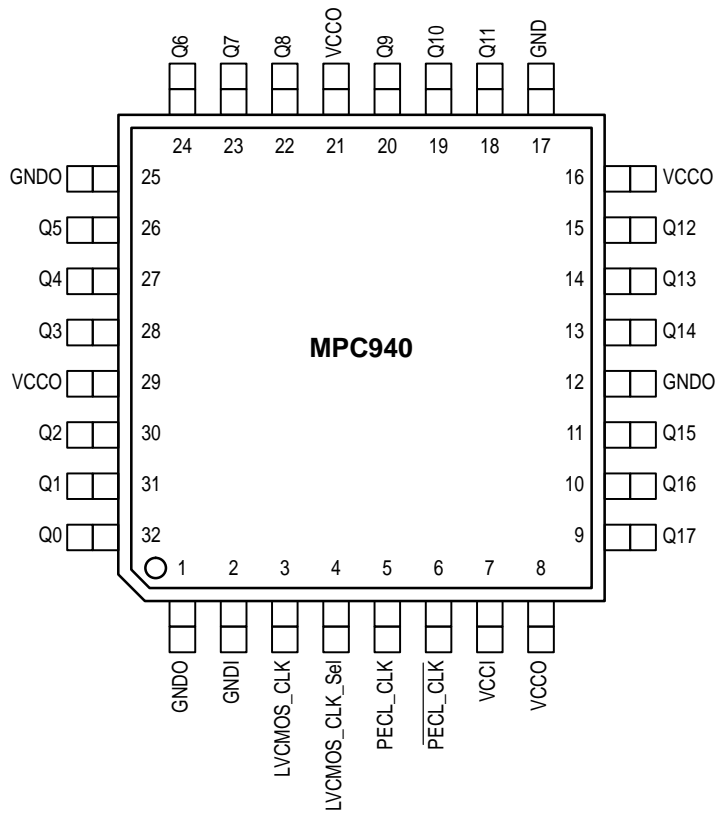 Q6 Q7 Q8 VCCO Q9 Q10 Q11 GND
24 23 22 21 20 19 18 17
GNDO 25 16 VCCO
Q5 26 15 Q12
Q4 27 14 Q13
Q3 28 13 Q14
MPC940
VCCO 29 12 GNDO
Q2 30 11 Q15
Q1 31 10 Q16
Q0 32 9 Q17
1 2 3 4 5 6 7 8
GNDO GNDI LVCMOS_CLK LVCMOS_CLK_Sel PECL_CLK PECL_CLK VCCI VCCO